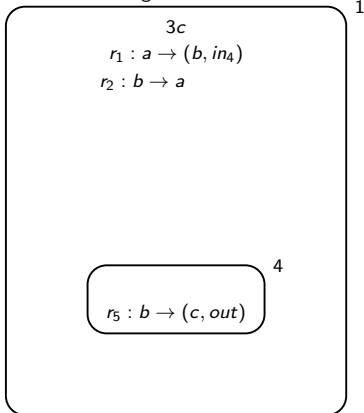 1
3c
r₁ : a → (b, in₄)
r₂ : b → a
4
r₅ : b → (c, out)